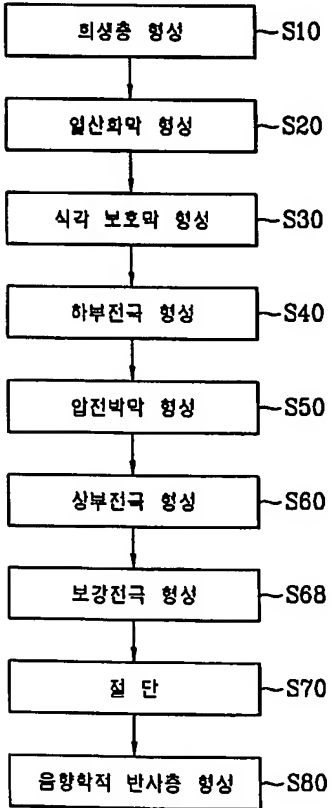 희생층 형성 S10
열산화막 형성 S20
식각 보호막 형성 S30
하부전극 형성 S40
압전박막 형성 S50
상부전극 형성 S60
보강전극 형성 S68
절 단 S70
음향학적 반사층 형성 S80